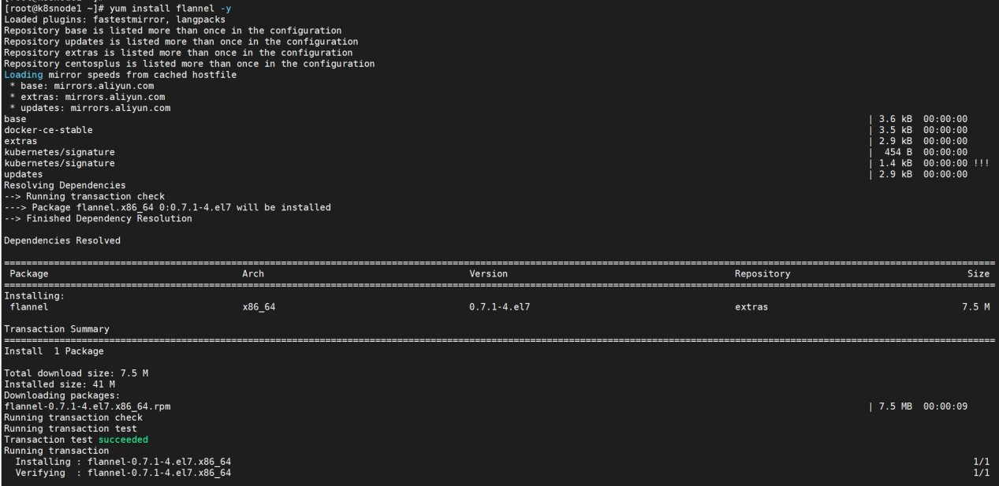 [root@k8snode1 ~]# yum install flannel -y
Loaded plugins: fastestmirror, langpacks
Repository base is listed more than once in the configuration
Repository updates is listed more than once in the configuration
Repository extras is listed more than once in the configuration
Repository centosplus is listed more than once in the configuration
Loading mirror speeds from cached hostfile
 * base: mirrors.aliyun.com
 * extras: mirrors.aliyun.com
 * updates: mirrors.aliyun.com
base | 3.6 kB 00:00:00
docker-ce-stable | 3.5 kB 00:00:00
extras | 2.9 kB 00:00:00
kubernetes/signature | 454 B 00:00:00
kubernetes/signature | 1.4 kB 00:00:00 !!!
updates | 2.9 kB 00:00:00
Resolving Dependencies
--> Running transaction check
---> Package flannel.x86_64 0:0.7.1-4.el7 will be installed
--> Finished Dependency Resolution
Dependencies Resolved
Package Arch Version Repository Size
Installing:
flannel x86_64 0.7.1-4.el7 extras 7.5 M
Transaction Summary
Install 1 Package
Total download size: 7.5 M
Installed size: 41 M
Downloading packages:
flannel-0.7.1-4.el7.x86_64.rpm | 7.5 MB 00:00:09
Running transaction check
Running transaction test
Transaction test succeeded
Running transaction
Installing : flannel-0.7.1-4.el7.x86_64 1/1
Verifying : flannel-0.7.1-4.el7.x86_64 1/1